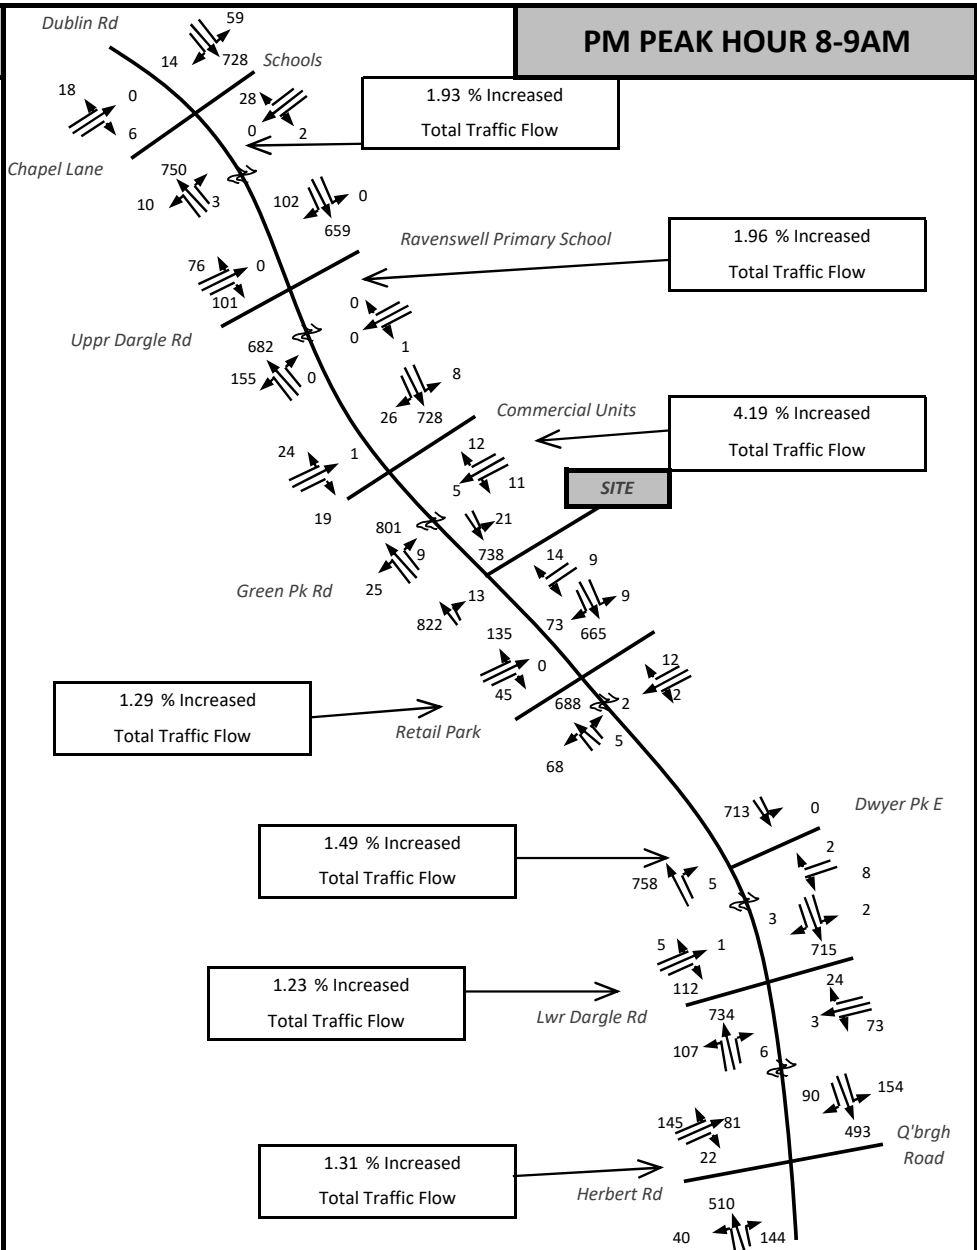 PM PEAK HOUR 8-9AM
Dublin Rd
59
14
728
Schools
18
0
28
1.93 % Increased
Total Traffic Flow
6
0
2
Chapel Lane
750
10
3
102
0
659
Ravenswell Primary School
1.96 % Increased
Total Traffic Flow
76
0
101
0
Uppr Dargle Rd
682
0
1
155
0
8
26
728
Commercial Units
4.19 % Increased
Total Traffic Flow
24
1
12
5
11
SITE
19
801
21
9
738
14
9
Green Pk Rd
25
13
9
822
73
135
665
0
12
45
1.29 % Increased
Total Traffic Flow
688
2
2
Retail Park
5
68
713
0
Dwyer Pk E
1.49 % Increased
Total Traffic Flow
2
758
5
8
3
2
5
1
715
1.23 % Increased
Total Traffic Flow
112
24
Lwr Dargle Rd
734
3
73
107
6
90
154
145
81
493
Q'brgh
Road
22
1.31 % Increased
Total Traffic Flow
Herbert Rd
510
40
144